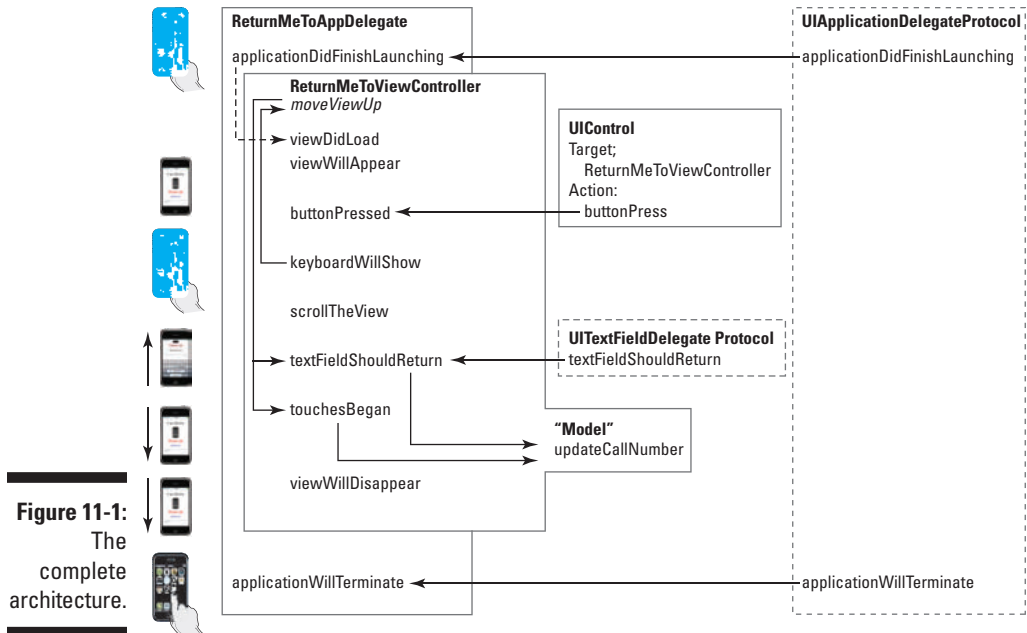 ReturnMeToAppDelegate
applicationDidFinishLaunching
ReturnMeToViewController
moveViewUp
viewDidLoad
viewWillAppear
buttonPressed
keyboardWillShow
scrollTheView
textFieldShouldReturn
touchesBegan
viewWillDisappear
applicationWillTerminate
UIControl
Target;
ReturnMeToViewController
Action:
buttonPress
UITextFieldDelegate Protocol
textFieldShouldReturn
“Model”
updateCallNumber
UIApplicationDelegateProtocol
applicationDidFinishLaunching
applicationWillTerminate
Figure 11-1:
The
complete
architecture.